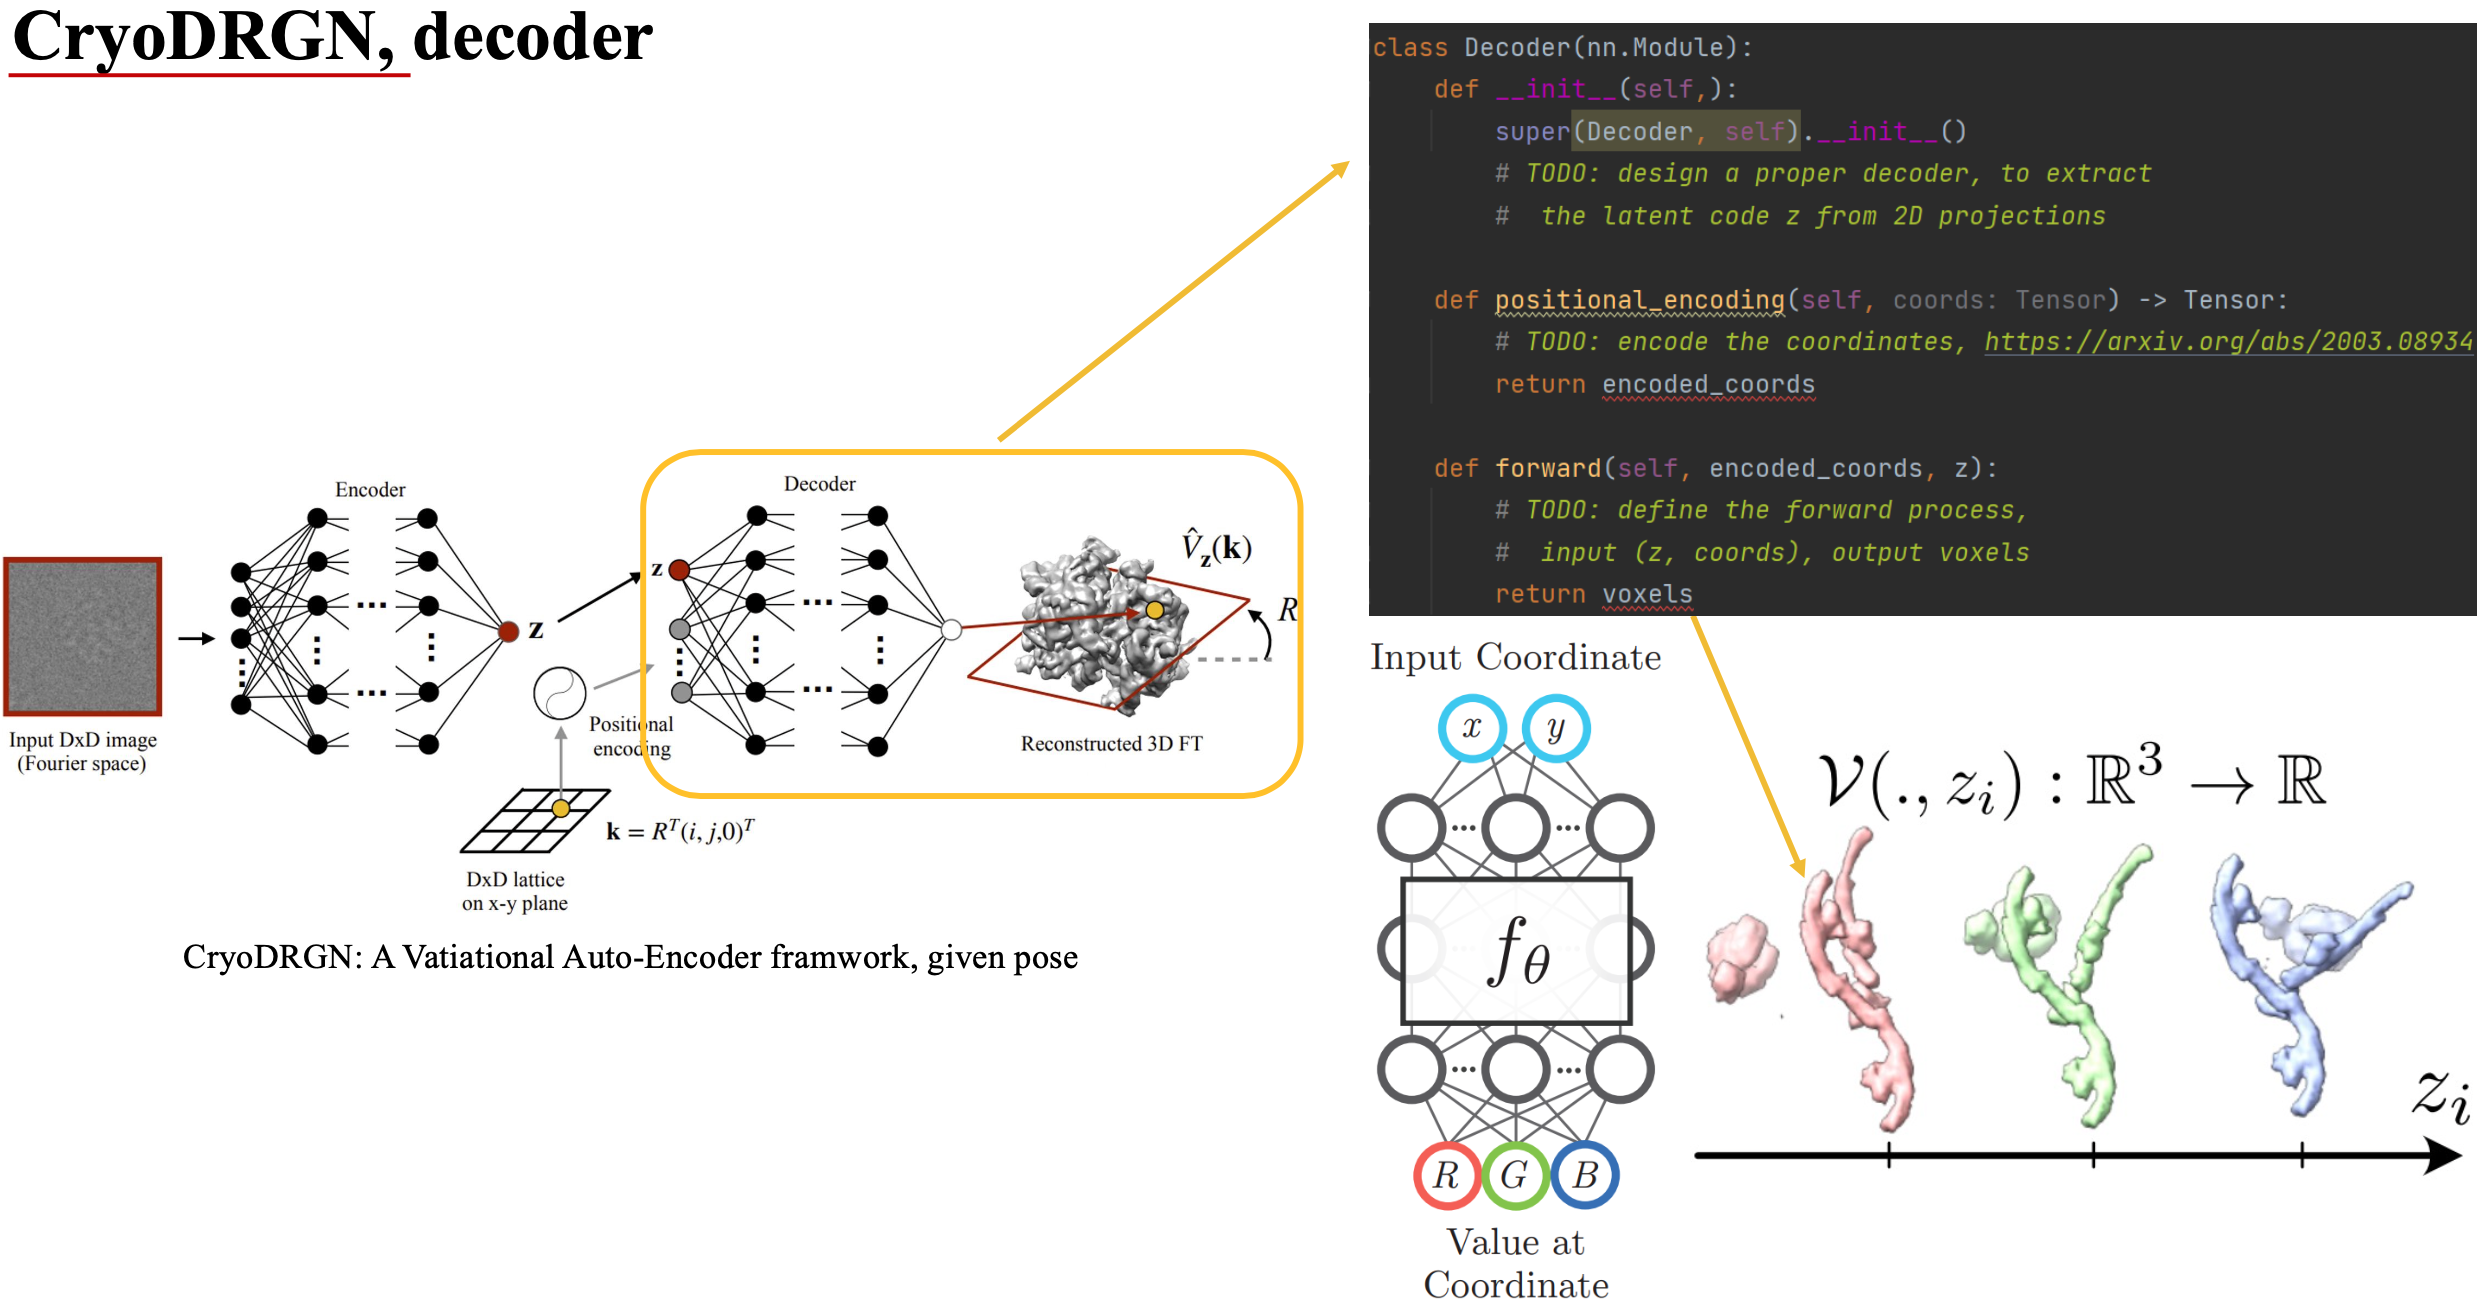 CryoDRGN, decoder
class Decoder(nn.Module):
def __init__(self,):
super(Decoder, self).__init__()
# TODO: design a proper decoder, to extract
#  the latent code z from 2D projections
def positional_encoding(self, coords: Tensor) -> Tensor:
# TODO: encode the coordinates, https://arxiv.org/abs/2003.08934
return encoded_coords
def forward(self, encoded_coords, z):
# TODO: define the forward process,
#  input (z, coords), output voxels
return voxels
Encoder
z
Input DxD image
(Fourier space)
Decoder
z
Positional
encoding
DxD lattice
on x-y plane
k = R^T(i, j,0)^T
V̂_z(k)
R
Reconstructed 3D FT
CryoDRGN: A Vatiational Auto-Encoder framwork, given pose
Input Coordinate
x y
f_θ
R G B
Value at
Coordinate
𝒱(., z_i) : ℝ³ → ℝ
z_i